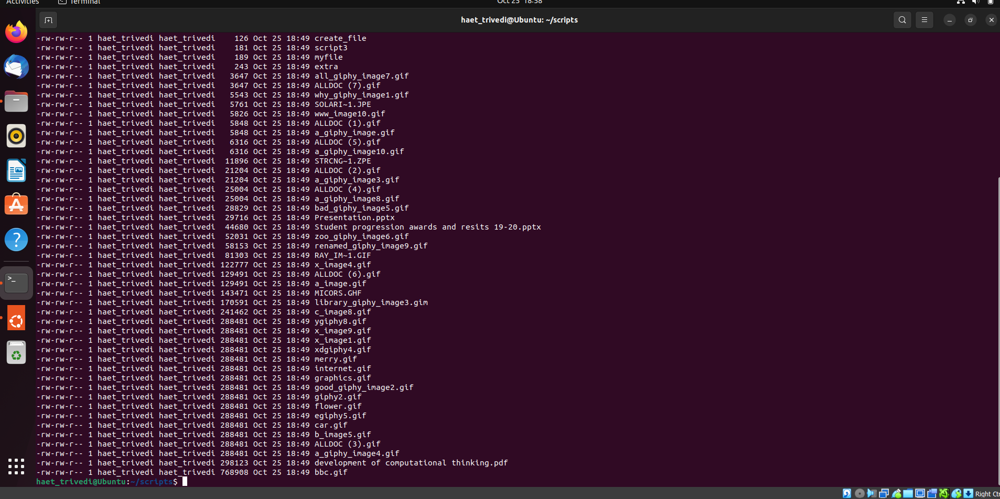 Activities Terminal Oct 25 18:58
haet_trivedi@Ubuntu: ~/scripts
-rw-rw-r-- 1 haet_trivedi haet_trivedi    126 Oct 25 18:49 create_file
-rw-rw-r-- 1 haet_trivedi haet_trivedi    181 Oct 25 18:49 script3
-rw-rw-r-- 1 haet_trivedi haet_trivedi    189 Oct 25 18:49 myfile
-rw-rw-r-- 1 haet_trivedi haet_trivedi    243 Oct 25 18:49 extra
-rw-rw-r-- 1 haet_trivedi haet_trivedi   3647 Oct 25 18:49 all_giphy_image7.gif
-rw-rw-r-- 1 haet_trivedi haet_trivedi   3647 Oct 25 18:49 ALLDOC (7).gif
-rw-rw-r-- 1 haet_trivedi haet_trivedi   5543 Oct 25 18:49 why_giphy_image1.gif
-rw-rw-r-- 1 haet_trivedi haet_trivedi   5761 Oct 25 18:49 SOLARI~1.JPE
-rw-rw-r-- 1 haet_trivedi haet_trivedi   5826 Oct 25 18:49 www_image10.gif
-rw-rw-r-- 1 haet_trivedi haet_trivedi   5848 Oct 25 18:49 ALLDOC (1).gif
-rw-rw-r-- 1 haet_trivedi haet_trivedi   5848 Oct 25 18:49 a_giphy_image.gif
-rw-rw-r-- 1 haet_trivedi haet_trivedi   6316 Oct 25 18:49 ALLDOC (5).gif
-rw-rw-r-- 1 haet_trivedi haet_trivedi   6316 Oct 25 18:49 a_giphy_image10.gif
-rw-rw-r-- 1 haet_trivedi haet_trivedi  11896 Oct 25 18:49 STRCNG~1.ZPE
-rw-rw-r-- 1 haet_trivedi haet_trivedi  21204 Oct 25 18:49 ALLDOC (2).gif
-rw-rw-r-- 1 haet_trivedi haet_trivedi  21204 Oct 25 18:49 a_giphy_image3.gif
-rw-rw-r-- 1 haet_trivedi haet_trivedi  25004 Oct 25 18:49 ALLDOC (4).gif
-rw-rw-r-- 1 haet_trivedi haet_trivedi  25004 Oct 25 18:49 a_giphy_image8.gif
-rw-rw-r-- 1 haet_trivedi haet_trivedi  28829 Oct 25 18:49 bad_giphy_image5.gif
-rw-rw-r-- 1 haet_trivedi haet_trivedi  29716 Oct 25 18:49 Presentation.pptx
-rw-rw-r-- 1 haet_trivedi haet_trivedi  44680 Oct 25 18:49 Student progression awards and resits 19-20.pptx
-rw-rw-r-- 1 haet_trivedi haet_trivedi  52031 Oct 25 18:49 zoo_giphy_image6.gif
-rw-rw-r-- 1 haet_trivedi haet_trivedi  58153 Oct 25 18:49 renamed_giphy_image9.gif
-rw-rw-r-- 1 haet_trivedi haet_trivedi  81303 Oct 25 18:49 RAY_IM~1.GIF
-rw-rw-r-- 1 haet_trivedi haet_trivedi 122777 Oct 25 18:49 x_image4.gif
-rw-rw-r-- 1 haet_trivedi haet_trivedi 129491 Oct 25 18:49 ALLDOC (6).gif
-rw-rw-r-- 1 haet_trivedi haet_trivedi 129491 Oct 25 18:49 a_image.gif
-rw-rw-r-- 1 haet_trivedi haet_trivedi 143471 Oct 25 18:49 MICORS.GHF
-rw-rw-r-- 1 haet_trivedi haet_trivedi 170591 Oct 25 18:49 library_giphy_image3.gim
-rw-rw-r-- 1 haet_trivedi haet_trivedi 241462 Oct 25 18:49 c_image8.gif
-rw-rw-r-- 1 haet_trivedi haet_trivedi 288481 Oct 25 18:49 ygiphy8.gif
-rw-rw-r-- 1 haet_trivedi haet_trivedi 288481 Oct 25 18:49 x_image9.gif
-rw-rw-r-- 1 haet_trivedi haet_trivedi 288481 Oct 25 18:49 x_image1.gif
-rw-rw-r-- 1 haet_trivedi haet_trivedi 288481 Oct 25 18:49 xdgiphy4.gif
-rw-rw-r-- 1 haet_trivedi haet_trivedi 288481 Oct 25 18:49 merry.gif
-rw-rw-r-- 1 haet_trivedi haet_trivedi 288481 Oct 25 18:49 internet.gif
-rw-rw-r-- 1 haet_trivedi haet_trivedi 288481 Oct 25 18:49 graphics.gif
-rw-rw-r-- 1 haet_trivedi haet_trivedi 288481 Oct 25 18:49 good_giphy_image2.gif
-rw-rw-r-- 1 haet_trivedi haet_trivedi 288481 Oct 25 18:49 giphy2.gif
-rw-rw-r-- 1 haet_trivedi haet_trivedi 288481 Oct 25 18:49 flower.gif
-rw-rw-r-- 1 haet_trivedi haet_trivedi 288481 Oct 25 18:49 egiphy5.gif
-rw-rw-r-- 1 haet_trivedi haet_trivedi 288481 Oct 25 18:49 car.gif
-rw-rw-r-- 1 haet_trivedi haet_trivedi 288481 Oct 25 18:49 b_image5.gif
-rw-rw-r-- 1 haet_trivedi haet_trivedi 288481 Oct 25 18:49 ALLDOC (3).gif
-rw-rw-r-- 1 haet_trivedi haet_trivedi 288481 Oct 25 18:49 a_giphy_image4.gif
-rw-rw-r-- 1 haet_trivedi haet_trivedi 298123 Oct 25 18:49 development of computational thinking.pdf
-rw-rw-r-- 1 haet_trivedi haet_trivedi 768908 Oct 25 18:49 bbc.gif
haet_trivedi@Ubuntu:~/scripts$
Right Ctr